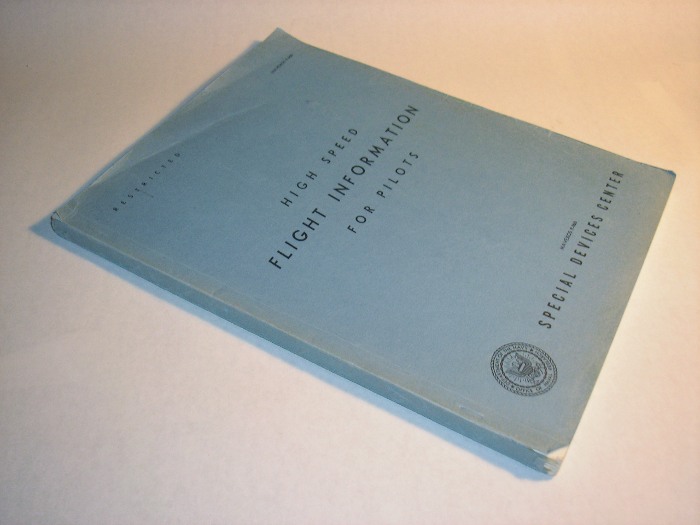 RESTRICTED
HIGH SPEED
FLIGHT INFORMATION
FOR PILOTS
SPECIAL DEVICES CENTER